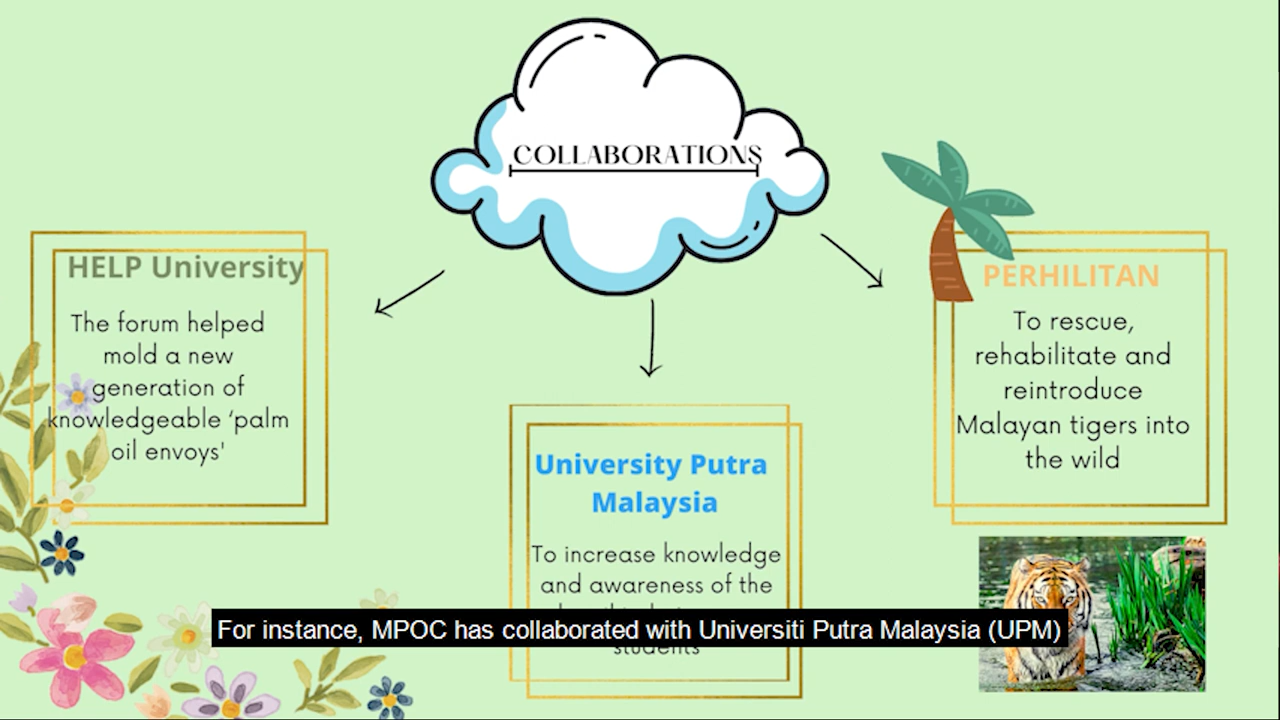 COLLABORATIONS
HELP University
The forum helped
mold a new
generation of
knowledgeable ‘palm
oil envoys'
University Putra
Malaysia
To increase knowledge
and awareness of the
students
PERHILITAN
To rescue,
rehabilitate and
reintroduce
Malayan tigers into
the wild
For instance, MPOC has collaborated with Universiti Putra Malaysia (UPM)